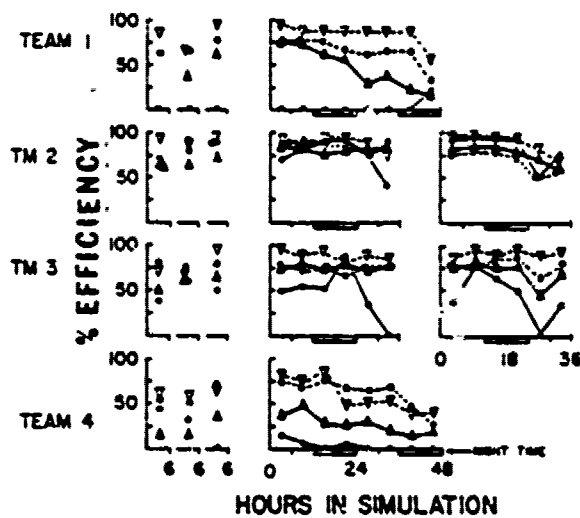 100
TEAM 1
50
100
TM 2
50
% EFFICIENCY
100
TM 3
50
0 18 36
100
TEAM 4
50
NIGHT TIME
6 6 6 0 24 48
HOURS IN SIMULATION